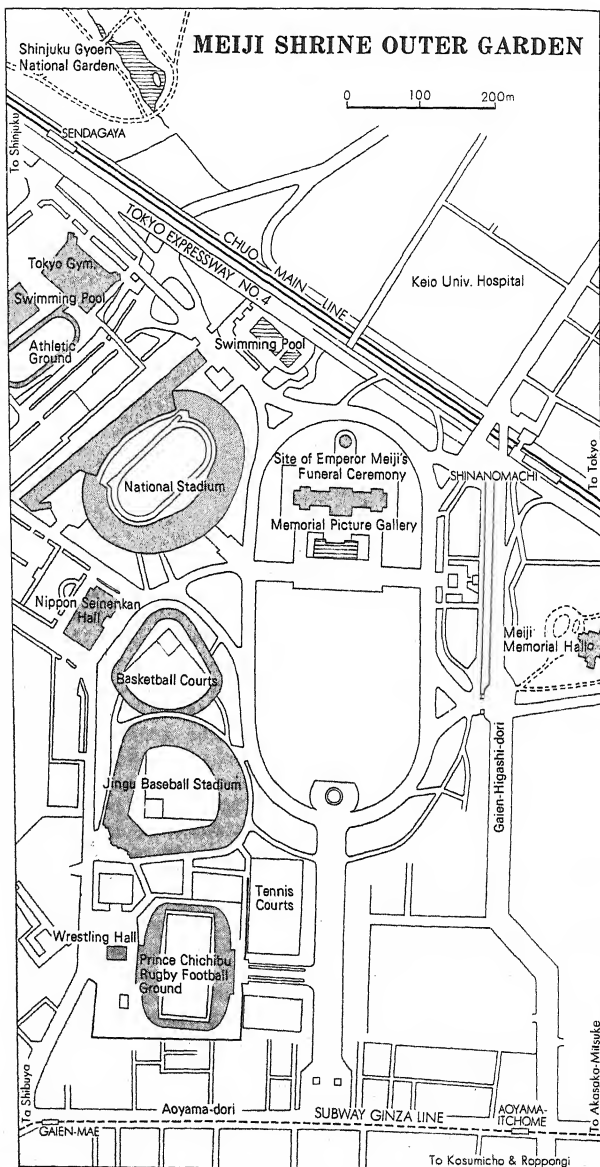 MEIJI SHRINE OUTER GARDEN
Shinjuku Gyoen
National Garden
0 100 200m
To Shinjuku
SENDAGAYA
TOKYO EXPRESSWAY NO. 4
CHUO MAIN LINE
Tokyo Gym.
Swimming Pool
Athletic
Ground
Swimming Pool
Keio Univ. Hospital
National Stadium
Site of Emperor Meiji's
Funeral Ceremony
Memorial Picture Gallery
SHINANOMACHI
To Tokyo
Nippon Seinenkan
Hall
Meiji
Memorial Hall
Basketball Courts
Jingu Baseball Stadium
Gaien-Higashi-dori
Tennis
Courts
Wrestling Hall
Prince Chichibu
Rugby Football
Ground
To Shibuya
Aoyama-dori
SUBWAY GINZA LINE
GAIEN-MAE
AOYAMA-
ITCHOME
To Akasaka-Mitsuke
To Kosumicho & Roppongi